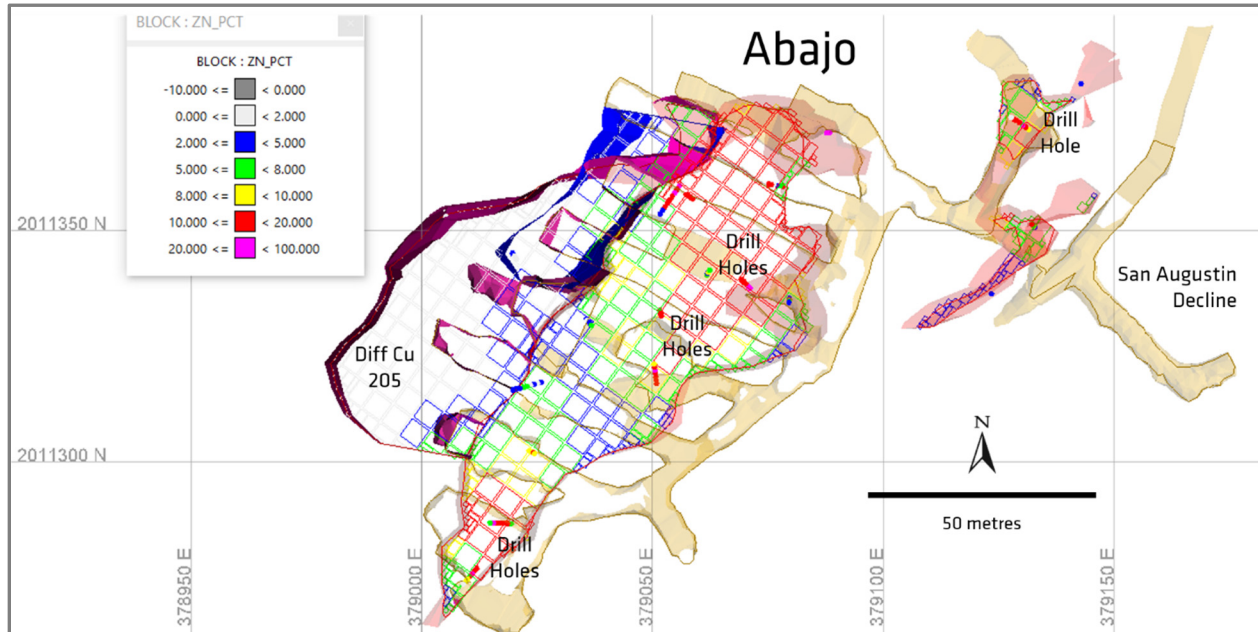 BLOCK : ZN_PCT
BLOCK : ZN_PCT
-10.000 <= < 0.000
0.000 <= < 2.000
2.000 <= < 5.000
5.000 <= < 8.000
8.000 <= < 10.000
10.000 <= < 20.000
20.000 <= < 100.000
Abajo
Drill
Hole
2011350 N
Drill
Holes
San Augustin
Decline
Drill
Holes
Diff Cu
205
N
2011300 N
50 metres
Drill
Holes
378950 E
379000 E
379050 E
379100 E
379150 E